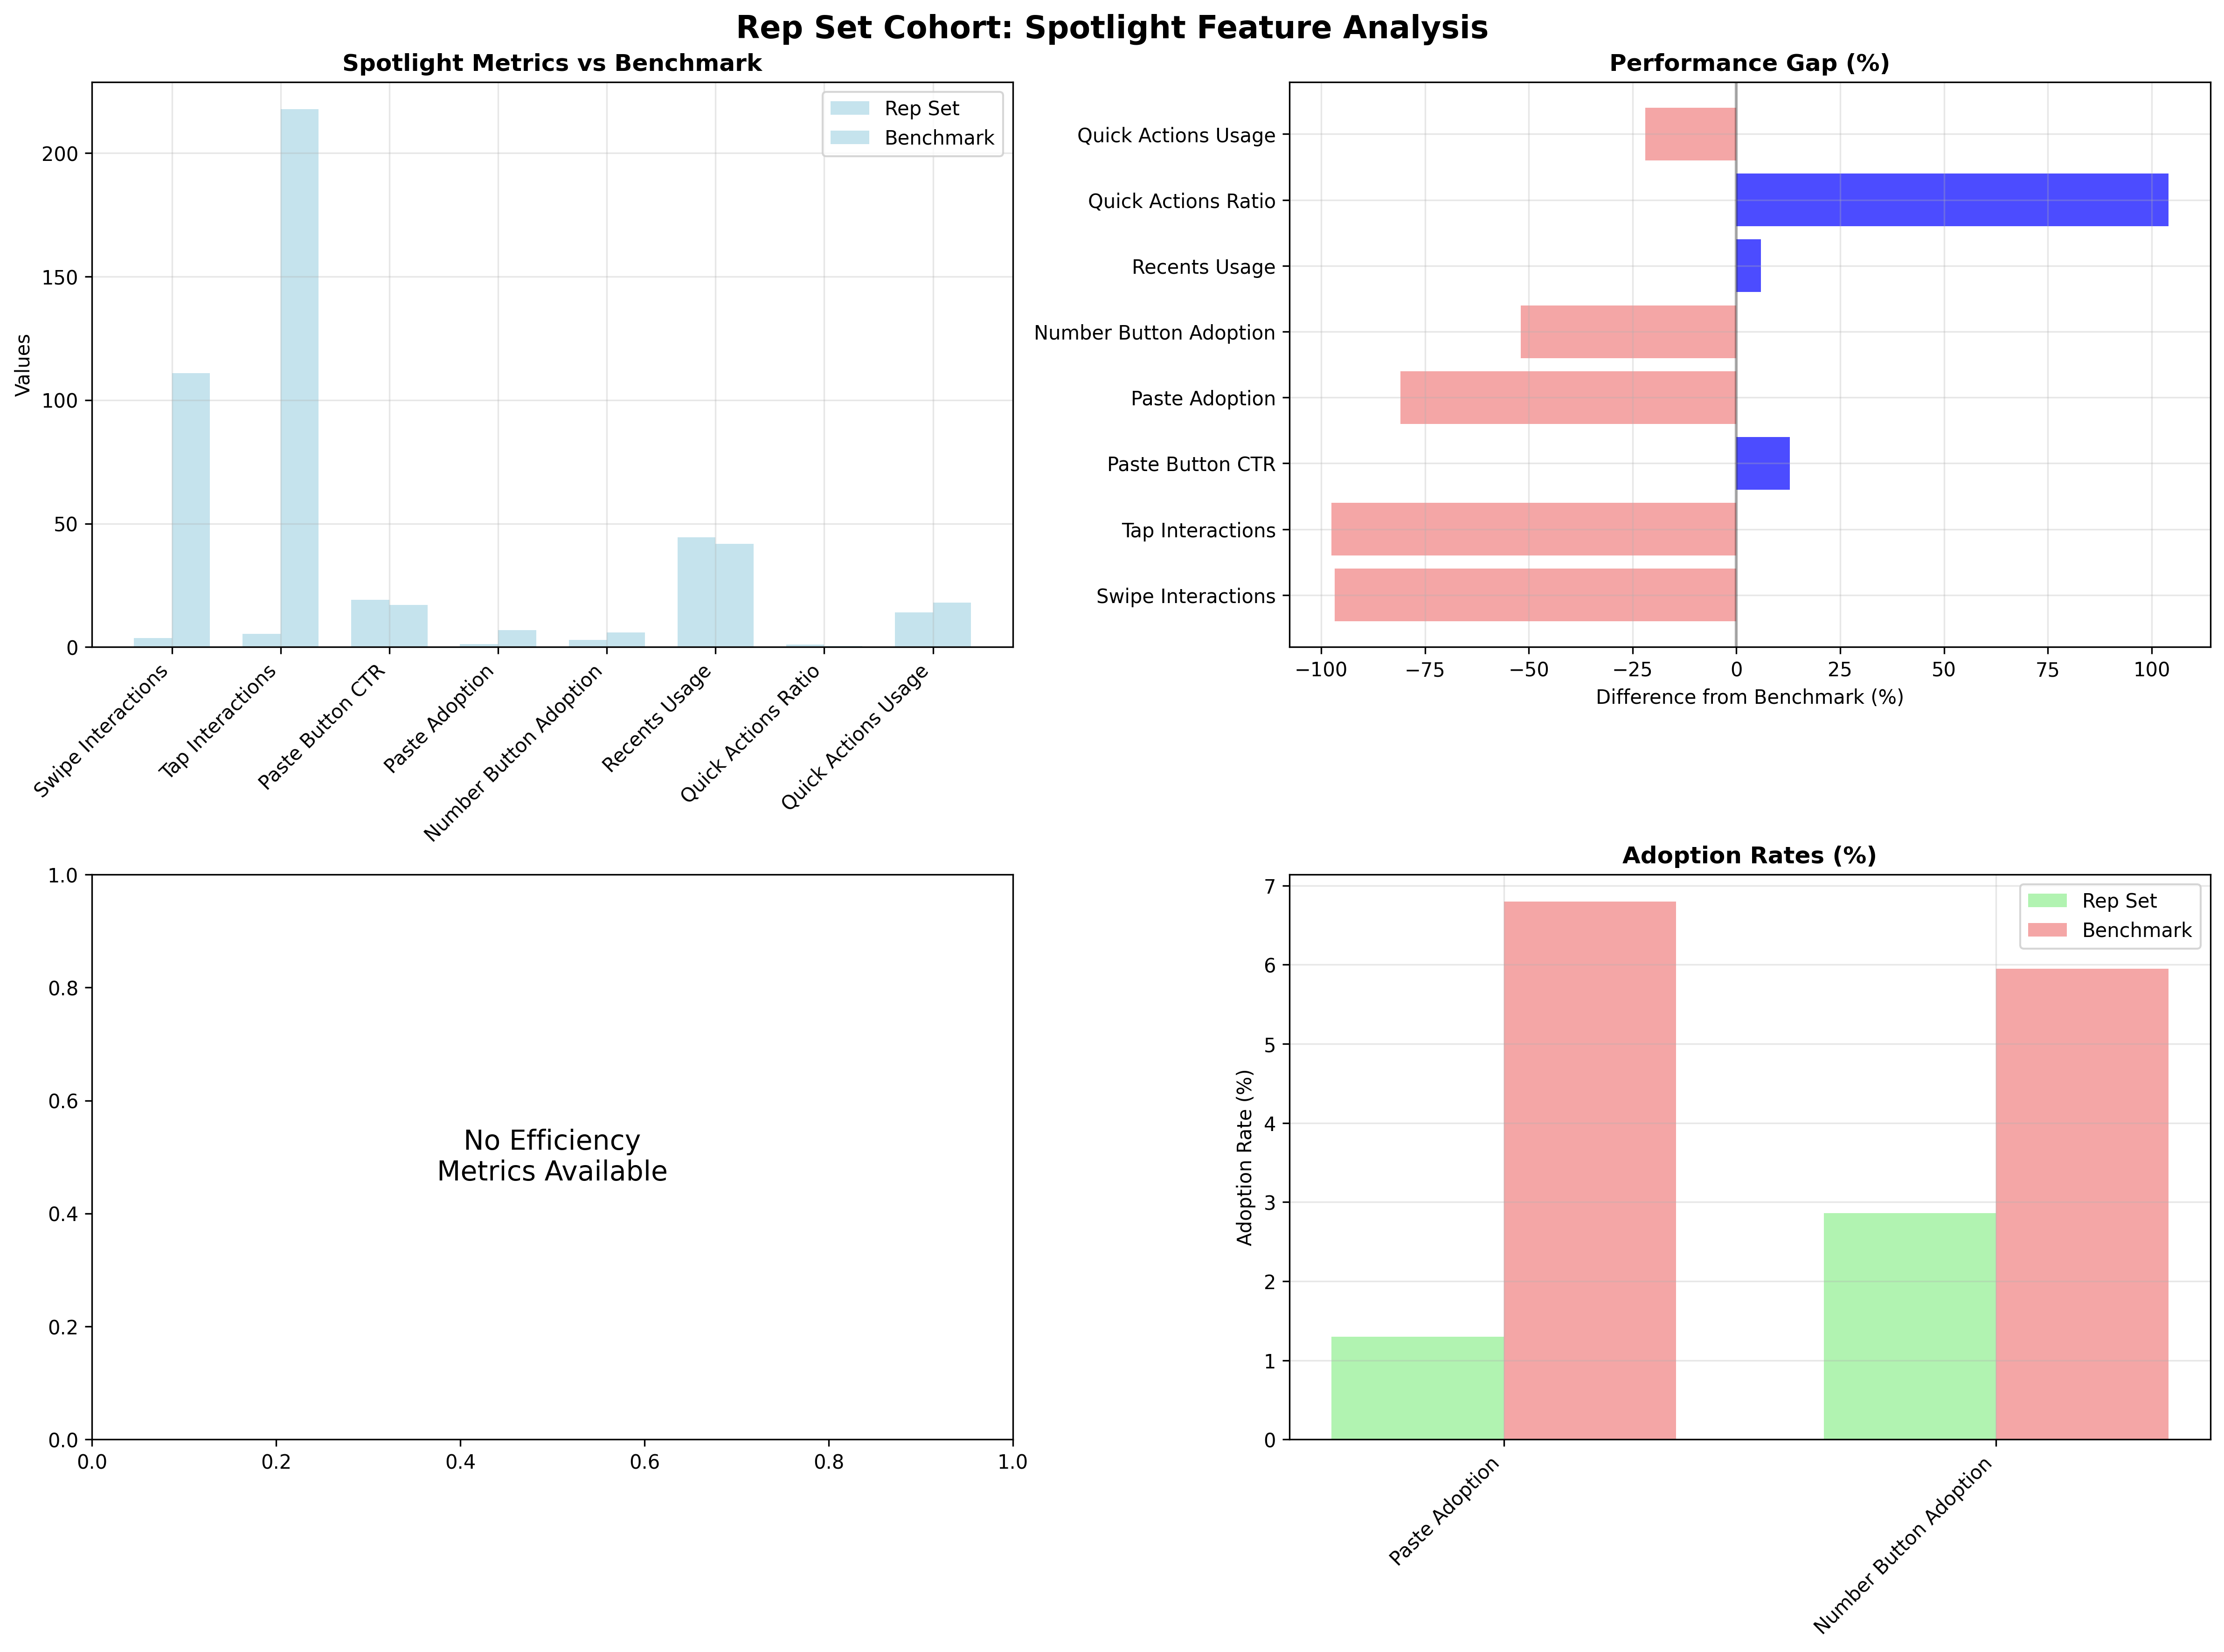 Rep Set Cohort: Spotlight Feature Analysis
Spotlight Metrics vs Benchmark
Values
200
150
100
50
0
Rep Set
Benchmark
Swipe Interactions
Tap Interactions
Paste Button CTR
Paste Adoption
Number Button Adoption
Recents Usage
Quick Actions Ratio
Quick Actions Usage
Performance Gap (%)
Quick Actions Usage
Quick Actions Ratio
Recents Usage
Number Button Adoption
Paste Adoption
Paste Button CTR
Tap Interactions
Swipe Interactions
−100 −75 −50 −25 0 25 50 75 100
Difference from Benchmark (%)
1.0
0.8
0.6
0.4
0.2
0.0
No Efficiency
Metrics Available
0.0 0.2 0.4 0.6 0.8 1.0
Adoption Rates (%)
Adoption Rate (%)
7
6
5
4
3
2
1
0
Rep Set
Benchmark
Paste Adoption
Number Button Adoption